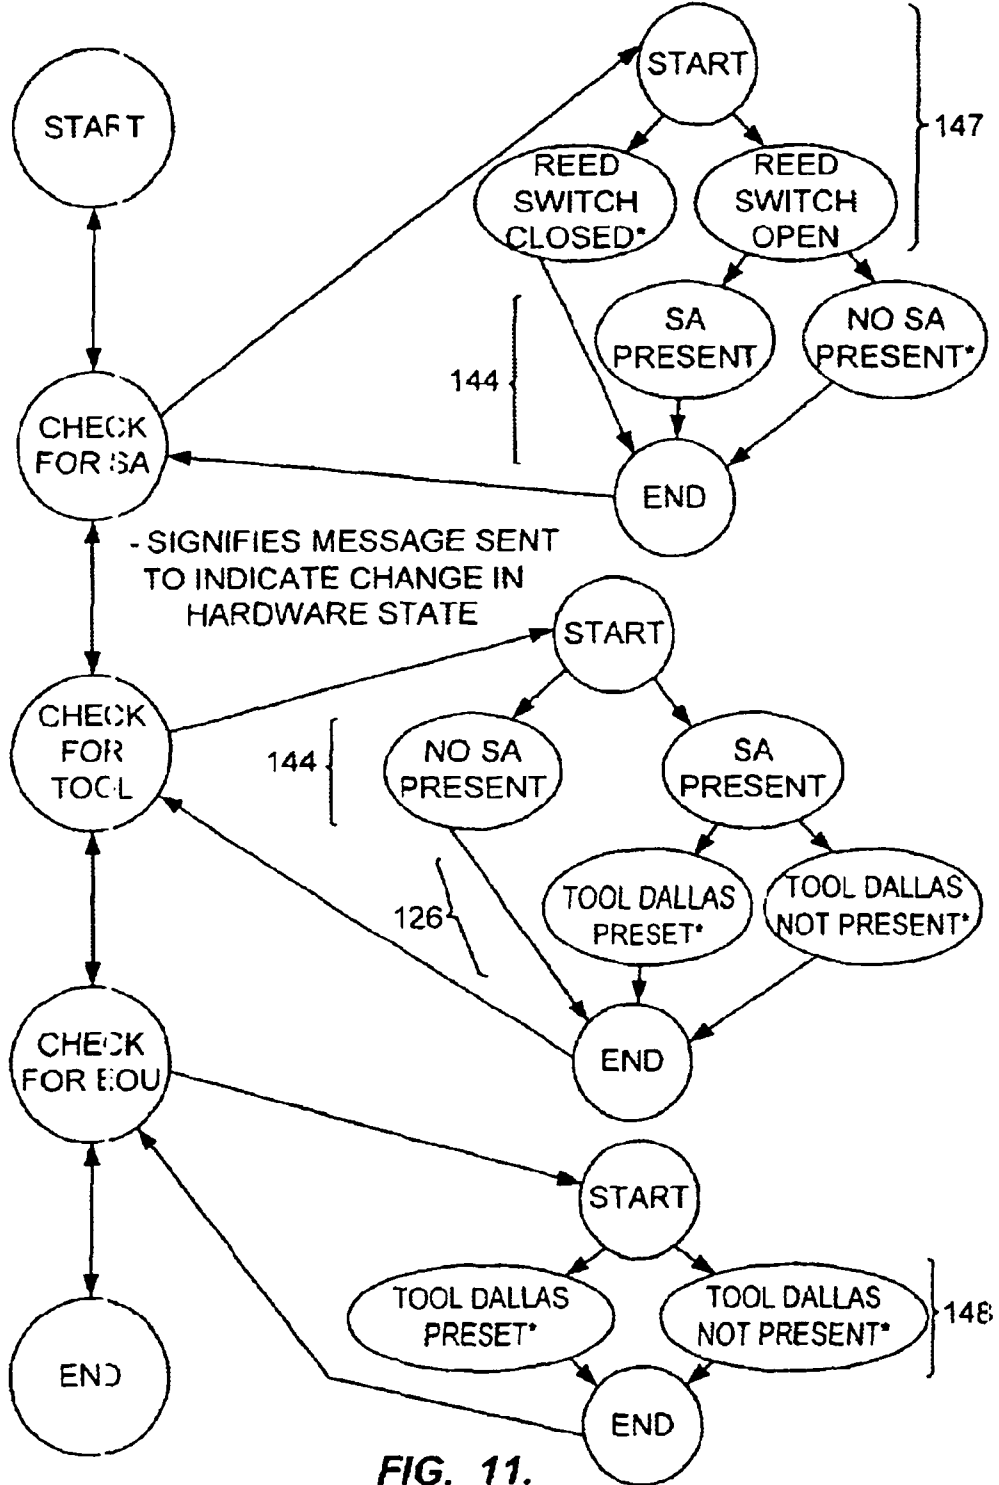 START
147
START
REED
SWITCH
CLOSED*
REED
SWITCH
OPEN
SA
PRESENT
NO SA
PRESENT*
144
CHECK
FOR SA
END
- SIGNIFIES MESSAGE SENT
TO INDICATE CHANGE IN
HARDWARE STATE
START
CHECK
FOR
TOOL
144
NO SA
PRESENT
SA
PRESENT
126
TOOL DALLAS
PRESET*
TOOL DALLAS
NOT PRESENT*
END
CHECK
FOR EOU
START
TOOL DALLAS
PRESET*
TOOL DALLAS
NOT PRESENT*
148
END
END
FIG. 11.